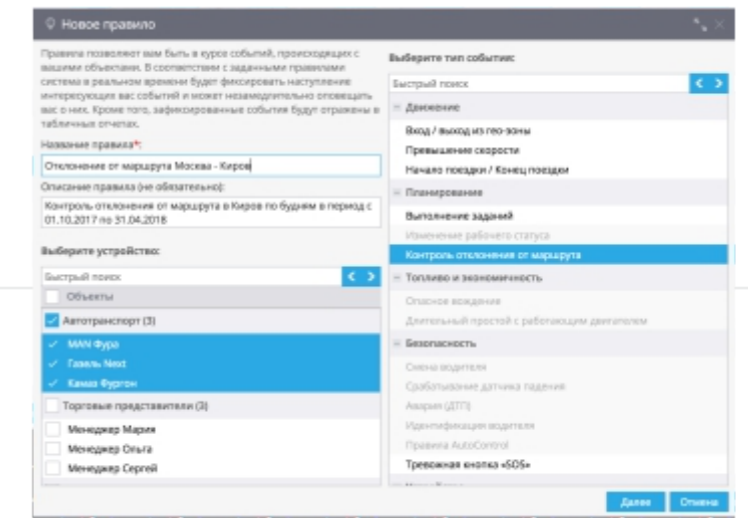 Новое правило
Правила позволяют вам быть в курсе событий, происходящих с
вашими объектами. В соответствии с заданными правилами
система в реальном времени будет фиксировать наступление
интересующих вас событий и может незамедлительно оповещать
вас о них. Кроме того, зафиксированные события будут отражены в
табличных отчетах.
Название правила*:
Отклонение от маршрута Москва - Киров
Описание правила (не обязательно):
Контроль отклонения от маршрута в Киров по будням в период с
01.10.2017 по 31.04.2018
Выберите устройство:
Быстрый поиск
Объекты
Автотранспорт (3)
MAN Фура
Газель Next
Камаз Фургон
Торговые представители (3)
Менеджер Мария
Менеджер Ольга
Менеджер Сергей
Выберите тип события:
Быстрый поиск
Движение
Вход / выход из гео-зоны
Превышение скорости
Начало поездки / Конец поездки
Планирование
Выполнение заданий
Изменение рабочего статуса
Контроль отклонения от маршрута
Топливо и экономичность
Опасное вождение
Длительный простой с работающим двигателем
Безопасность
Смена водителя
Срабатывание датчика падения
Авария (ДТП)
Идентификация водителя
Правила AutoControl
Тревожная кнопка «SOS»
Далее
Отмена